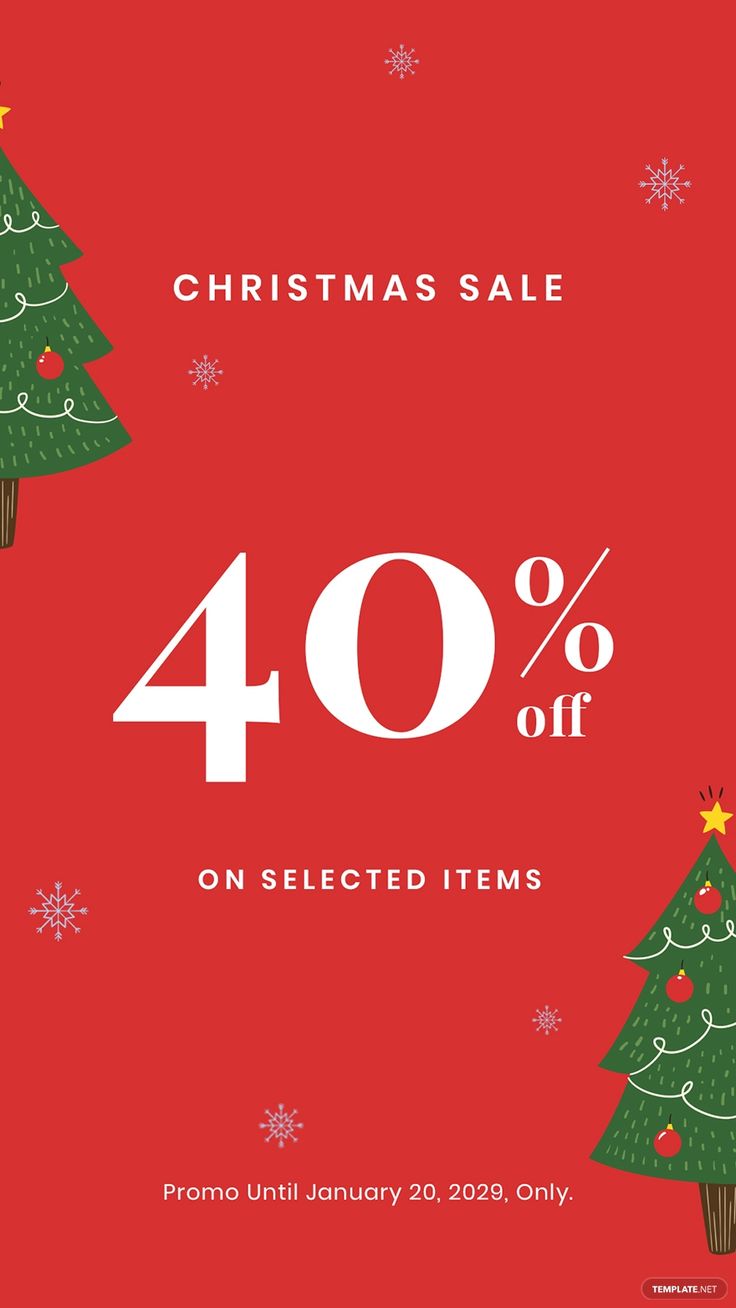 CHRISTMAS SALE
40%
off
ON SELECTED ITEMS
Promo Until January 20, 2029, Only.
TEMPLATE.NET